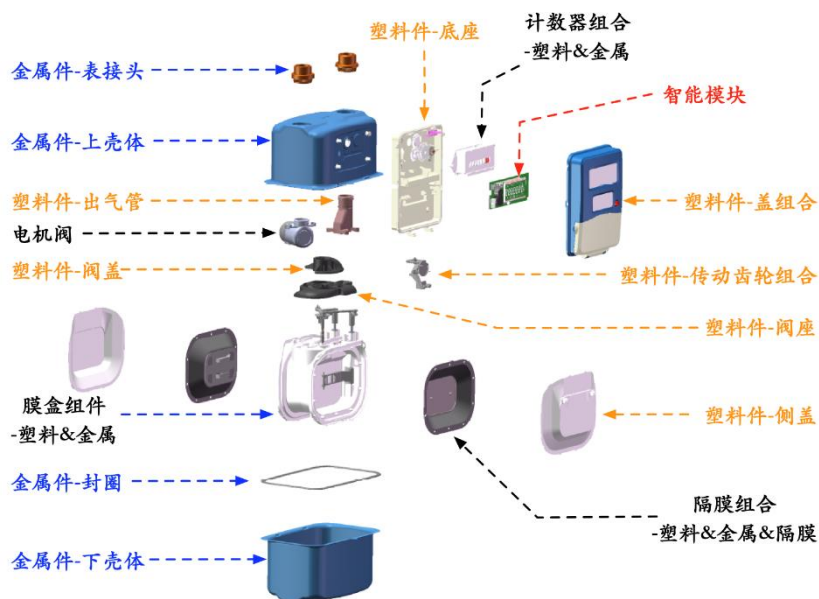 计数器组合
-塑料&金属
塑料件-底座
金属件-表接头
智能模块
金属件-上壳体
塑料件-出气管
塑料件-盖组合
电机阀
塑料件-阀盖
塑料件-传动齿轮组合
塑料件-阀座
膜盒组件
-塑料&金属
塑料件-侧盖
金属件-封圈
隔膜组合
-塑料&金属&隔膜
金属件-下壳体